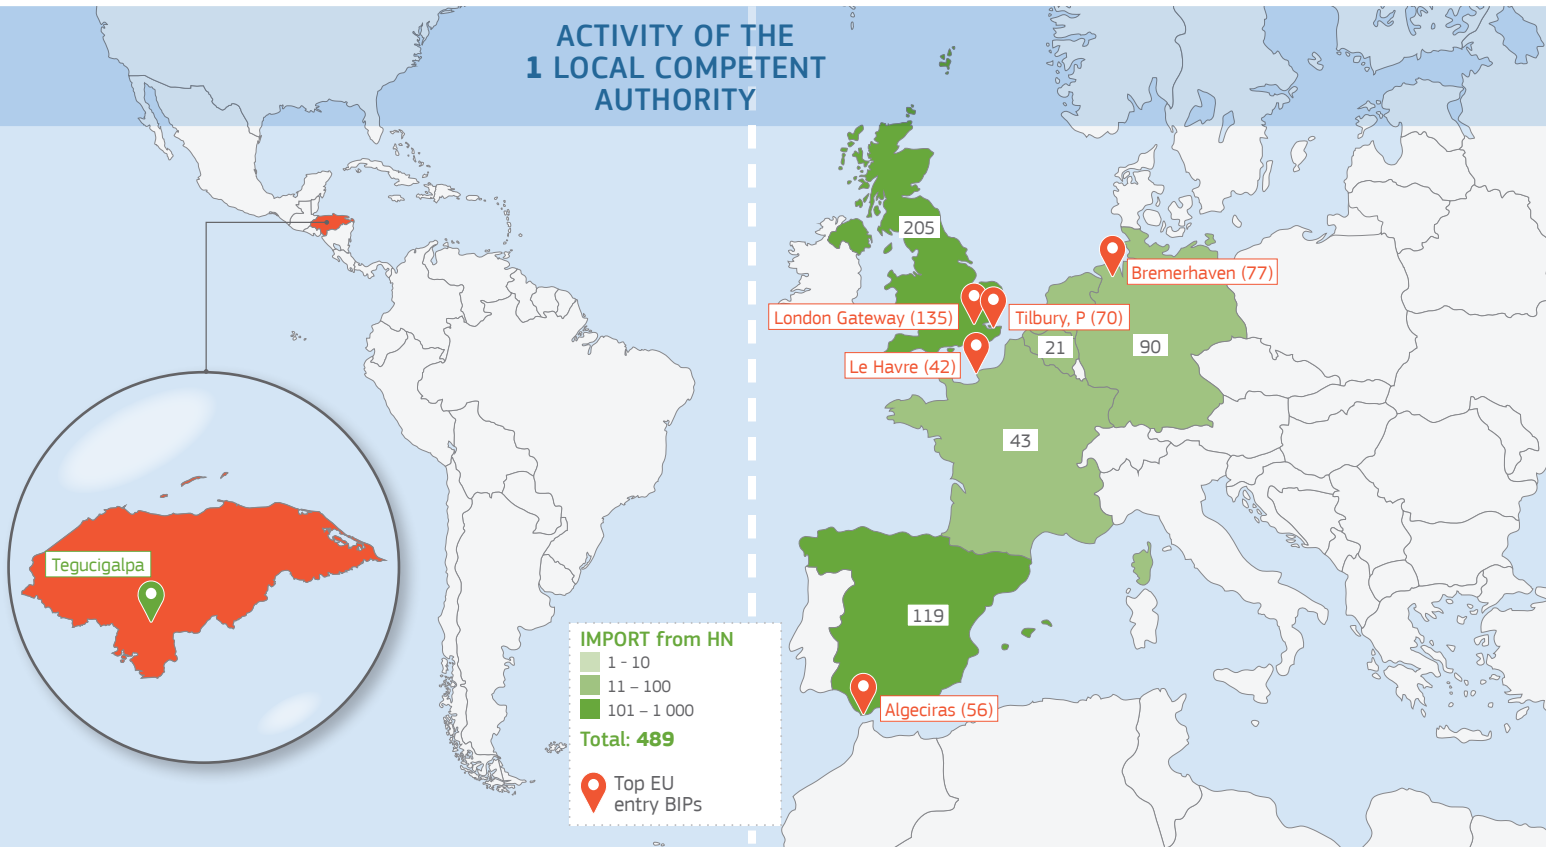 ACTIVITY OF THE
1 LOCAL COMPETENT
AUTHORITY
205
Bremerhaven (77)
London Gateway (135)
Tilbury, P (70)
21
90
Le Havre (42)
43
Tegucigalpa
119
IMPORT from HN
1 - 10
11 – 100
101 – 1 000
Total: 489
Top EU
entry BIPs
Algeciras (56)